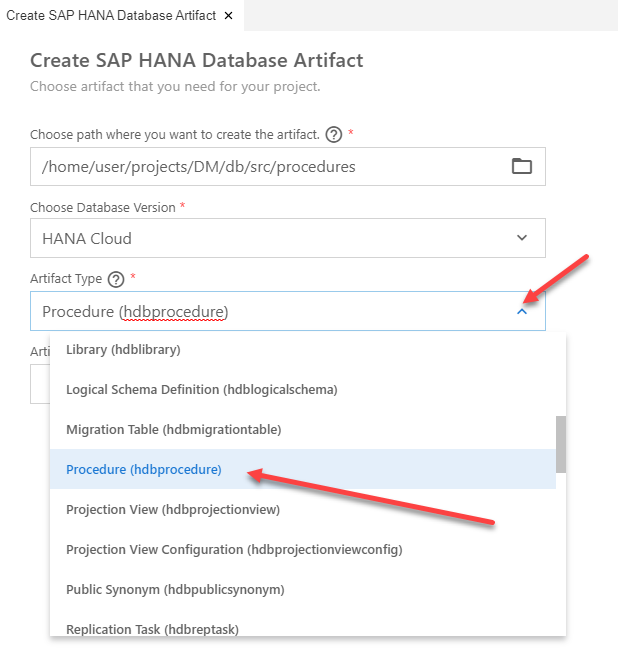 Create SAP HANA Database Artifact ×
Create SAP HANA Database Artifact
Choose artifact that you need for your project.
Choose path where you want to create the artifact. ? *
/home/user/projects/DM/db/src/procedures
Choose Database Version *
HANA Cloud
Artifact Type ? *
Procedure (hdbprocedure)
Arti
Library (hdblibrary)
Logical Schema Definition (hdblogicalschema)
Migration Table (hdbmigrationtable)
Procedure (hdbprocedure)
Projection View (hdbprojectionview)
Projection View Configuration (hdbprojectionviewconfig)
Public Synonym (hdbpublicsynonym)
Replication Task (hdbreptask)